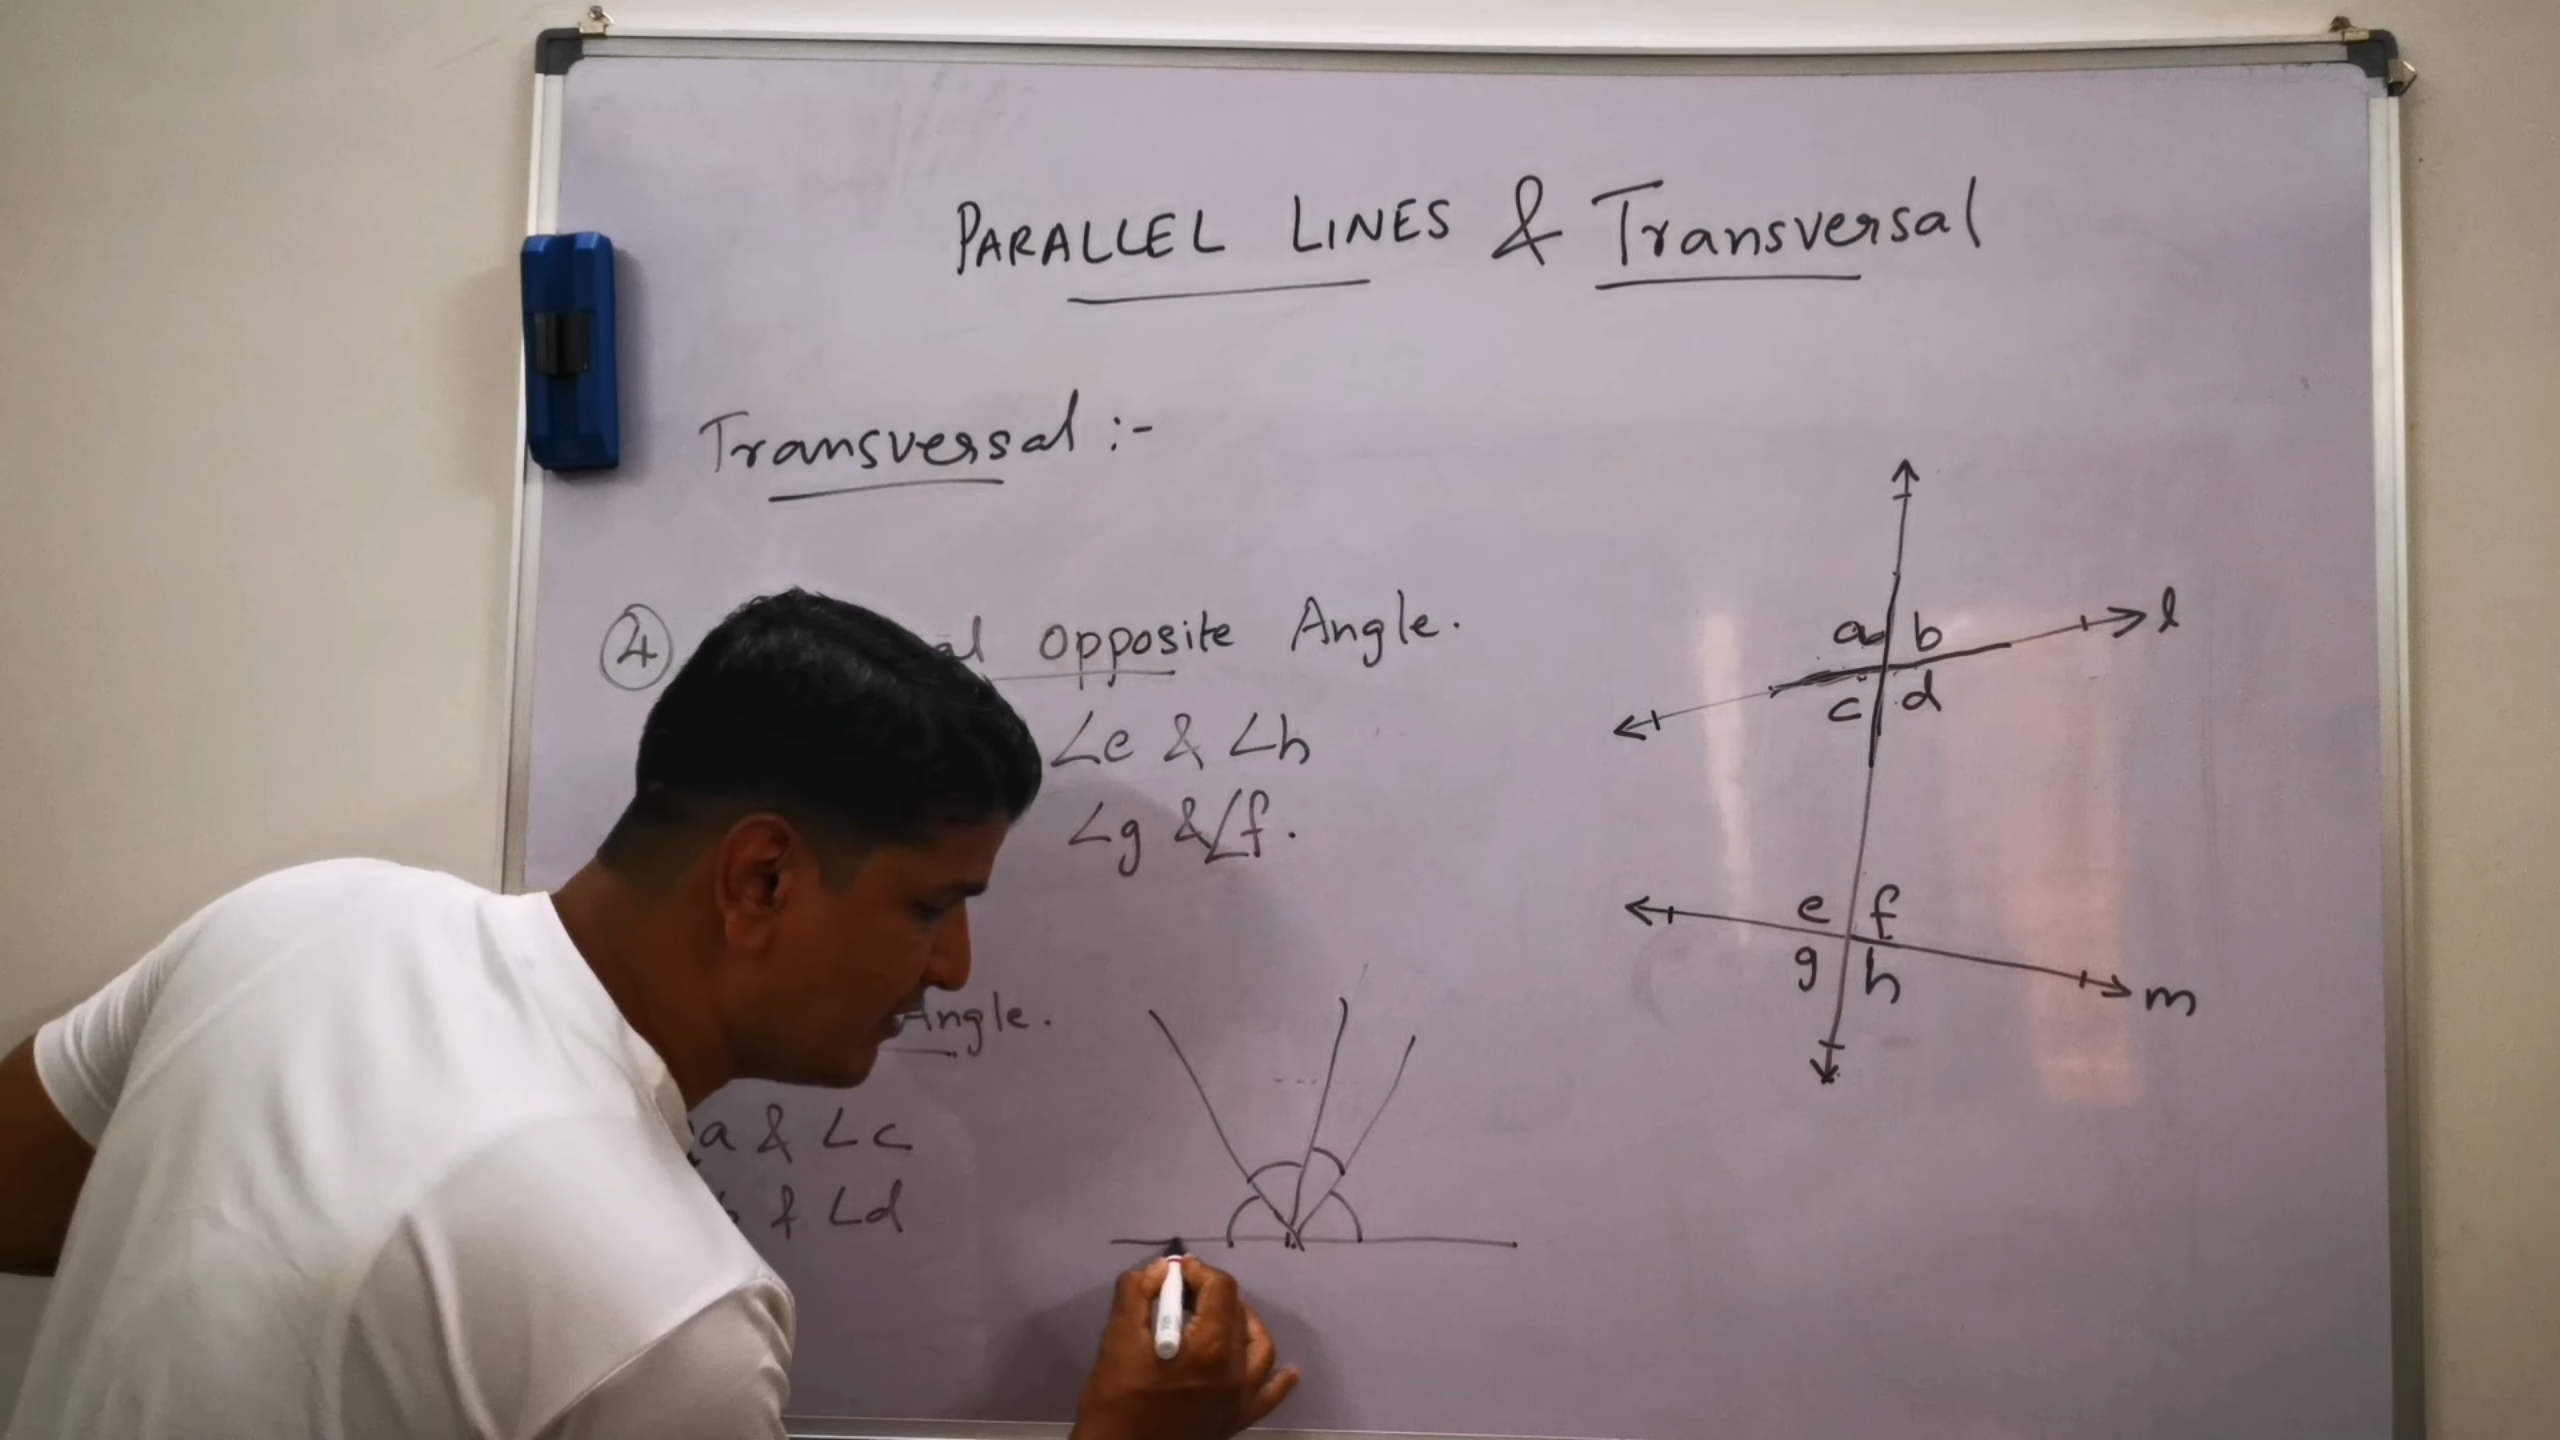 PARALLEL LINES & Transversal
Transversal :-
4 opposite Angle.
∠e & ∠h
∠g & ∠f.
Angle.
a & ∠c
& ∠d
a b
c d
l
e f
g h
m